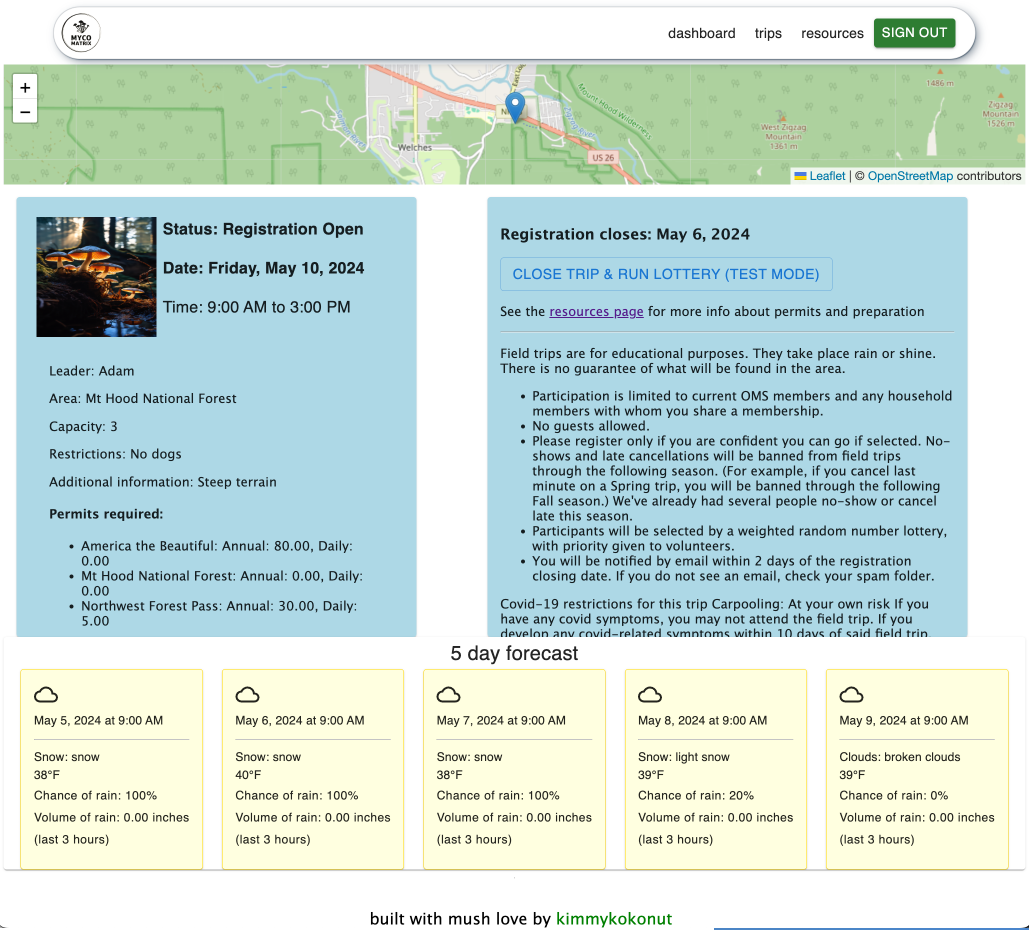 MYCO
MATRIX
dashboard trips resources SIGN OUT
+
−
1486 m
Zigzag
Mountain
1526 m
Mount Hood Wilderness
West Zigzag
Mountain
1361 m
Welches
US 26
Leaflet | © OpenStreetMap contributors
Status: Registration Open
Date: Friday, May 10, 2024
Time: 9:00 AM to 3:00 PM
Leader: Adam
Area: Mt Hood National Forest
Capacity: 3
Restrictions: No dogs
Additional information: Steep terrain
Permits required:
• America the Beautiful: Annual: 80.00, Daily:
0.00
• Mt Hood National Forest: Annual: 0.00, Daily:
0.00
• Northwest Forest Pass: Annual: 30.00, Daily:
5.00
Registration closes: May 6, 2024
CLOSE TRIP & RUN LOTTERY (TEST MODE)
See the resources page for more info about permits and preparation
Field trips are for educational purposes. They take place rain or shine.
There is no guarantee of what will be found in the area.
• Participation is limited to current OMS members and any household
members with whom you share a membership.
• No guests allowed.
• Please register only if you are confident you can go if selected. No-
shows and late cancellations will be banned from field trips
through the following season. (For example, if you cancel last
minute on a Spring trip, you will be banned through the following
Fall season.) We've already had several people no-show or cancel
late this season.
• Participants will be selected by a weighted random number lottery,
with priority given to volunteers.
• You will be notified by email within 2 days of the registration
closing date. If you do not see an email, check your spam folder.
Covid-19 restrictions for this trip Carpooling: At your own risk If you
have any covid symptoms, you may not attend the field trip. If you
develop any covid-related symptoms within 10 days of said field trip,
5 day forecast
May 5, 2024 at 9:00 AM
Snow: snow
38°F
Chance of rain: 100%
Volume of rain: 0.00 inches
(last 3 hours)
May 6, 2024 at 9:00 AM
Snow: snow
40°F
Chance of rain: 100%
Volume of rain: 0.00 inches
(last 3 hours)
May 7, 2024 at 9:00 AM
Snow: snow
38°F
Chance of rain: 100%
Volume of rain: 0.00 inches
(last 3 hours)
May 8, 2024 at 9:00 AM
Snow: light snow
39°F
Chance of rain: 20%
Volume of rain: 0.00 inches
(last 3 hours)
May 9, 2024 at 9:00 AM
Clouds: broken clouds
39°F
Chance of rain: 0%
Volume of rain: 0.00 inches
(last 3 hours)
built with mush love by kimmykokonut